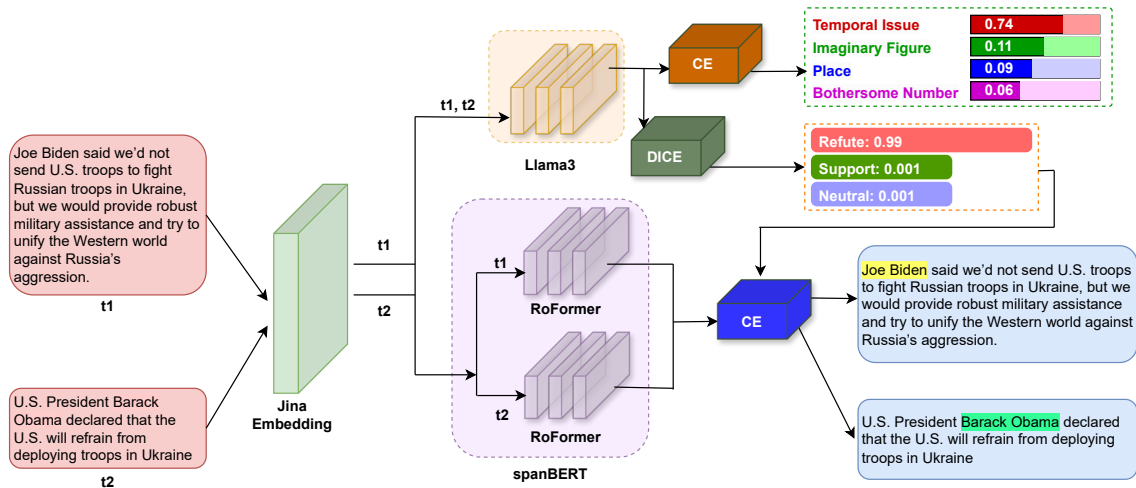 Joe Biden said we'd not
send U.S. troops to fight
Russian troops in Ukraine,
but we would provide robust
military assistance and try to
unify the Western world
against Russia's
aggression.
t1
U.S. President Barack
Obama declared that the
U.S. will refrain from
deploying troops in Ukraine
t2
Jina
Embedding
t1
t2
t1, t2
Llama3
CE
DICE
Temporal Issue
0.74
Imaginary Figure
0.11
Place
0.09
Bothersome Number
0.06
Refute: 0.99
Support: 0.001
Neutral: 0.001
t1
RoFormer
t2
RoFormer
spanBERT
CE
Joe Biden said we'd not send U.S. troops
to fight Russian troops in Ukraine, but we
would provide robust military assistance
and try to unify the Western world against
Russia's aggression.
U.S. President Barack Obama declared
that the U.S. will refrain from deploying
troops in Ukraine